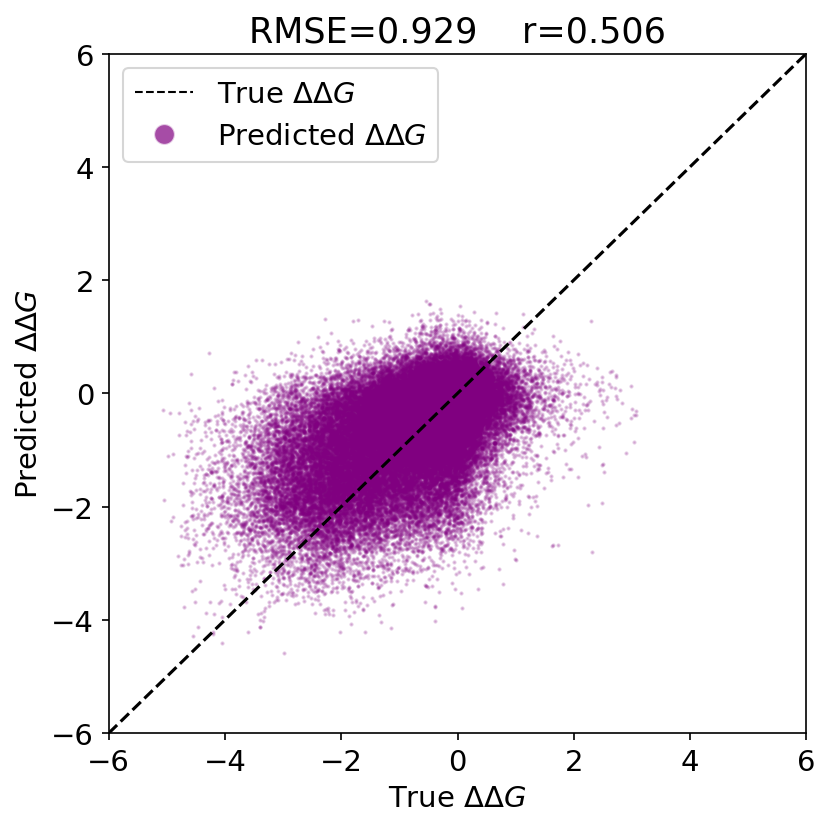 RMSE=0.929 r=0.506
True ΔΔG
Predicted ΔΔG
Predicted ΔΔG
6
4
2
0
−2
−4
−6
−6 −4 −2 0 2 4 6
True ΔΔG